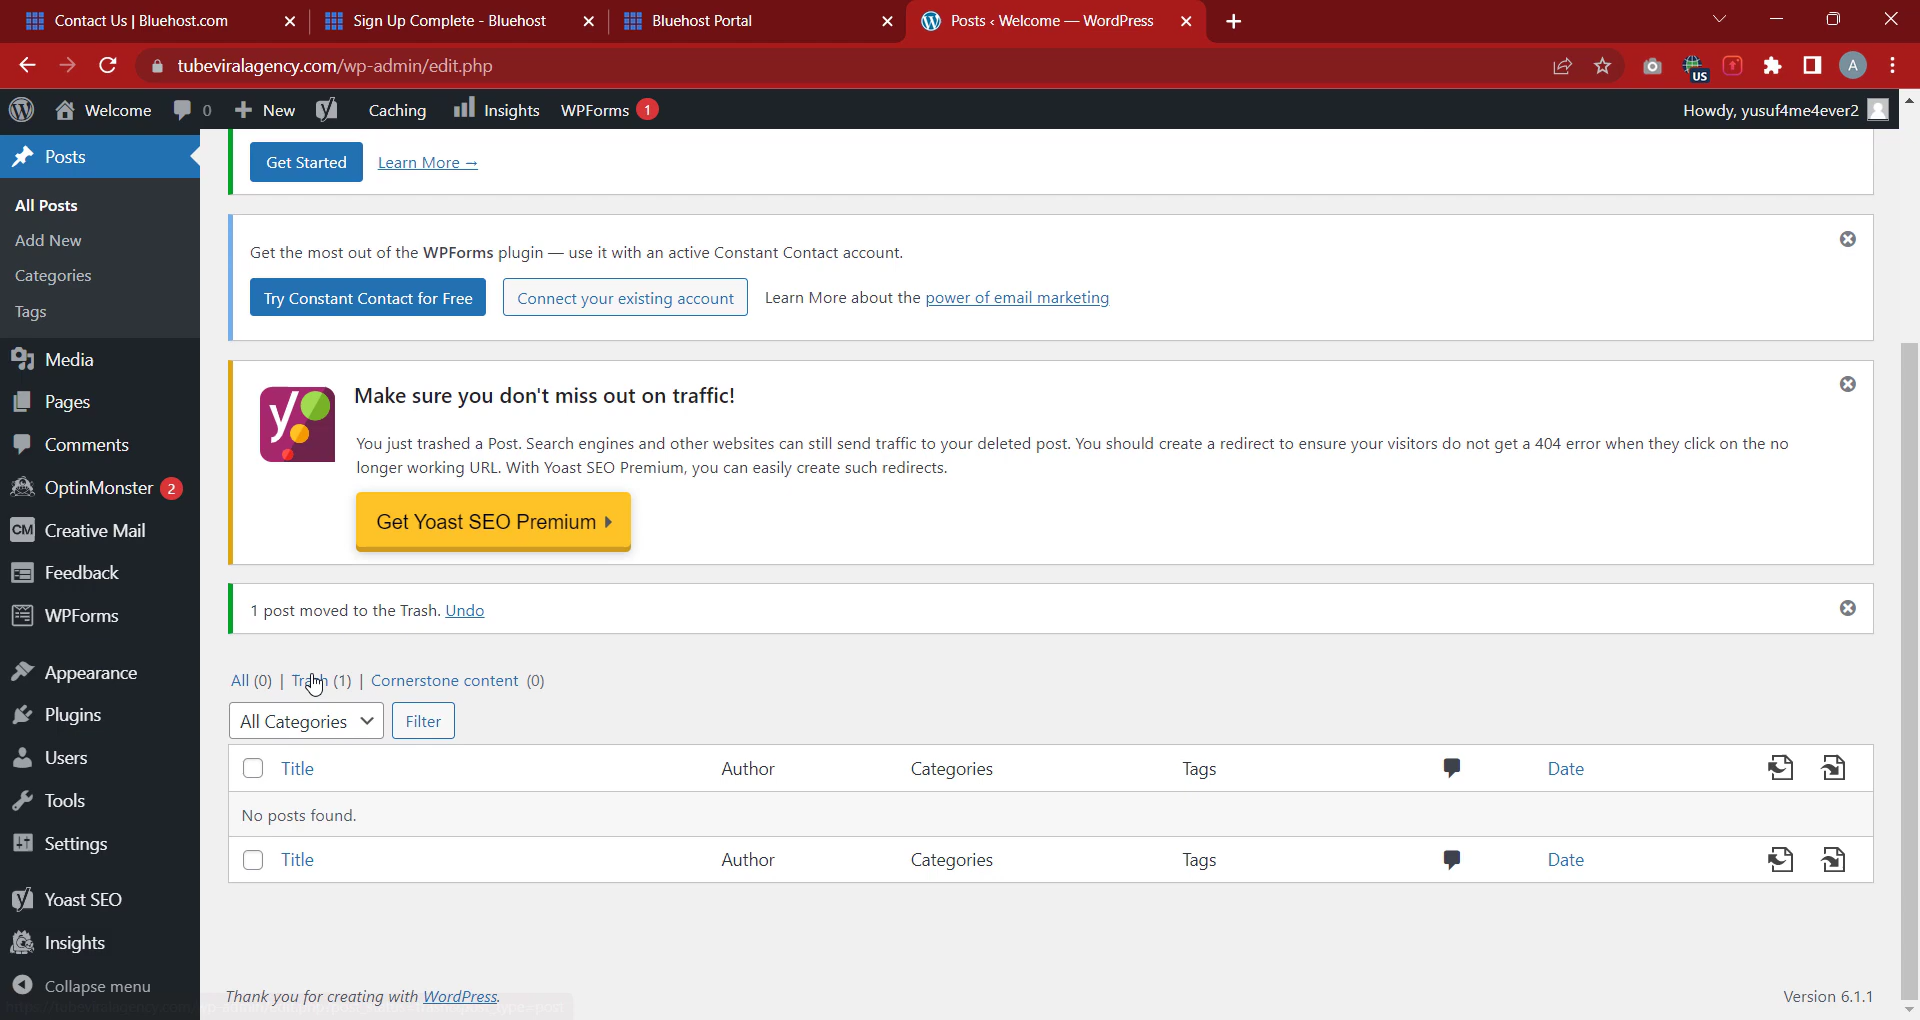 Contact Us | Bluehost.com
Sign Up Complete - Bluehost
Bluehost Portal
Posts ‹ Welcome — WordPress
tubeviralagency.com/wp-admin/edit.php
US
A
Welcome
0
New
Caching
Insights
WPForms 1
Howdy, yusuf4me4ever2
Posts
All Posts
Add New
Categories
Tags
Media
Pages
Comments
OptinMonster 2
CM Creative Mail
Feedback
WPForms
Appearance
Plugins
Users
Tools
Settings
Yoast SEO
Insights
Collapse menu
Get Started
Learn More →
Get the most out of the WPForms plugin — use it with an active Constant Contact account.
Try Constant Contact for Free
Connect your existing account
Learn More about the power of email marketing
Make sure you don't miss out on traffic!
You just trashed a Post. Search engines and other websites can still send traffic to your deleted post. You should create a redirect to ensure your visitors do not get a 404 error when they click on the no
longer working URL. With Yoast SEO Premium, you can easily create such redirects.
Get Yoast SEO Premium
1 post moved to the Trash. Undo
All (0) | Trash (1) | Cornerstone content (0)
All Categories
Filter
Title Author Categories Tags Date
No posts found.
Title Author Categories Tags Date
Thank you for creating with WordPress.
Version 6.1.1